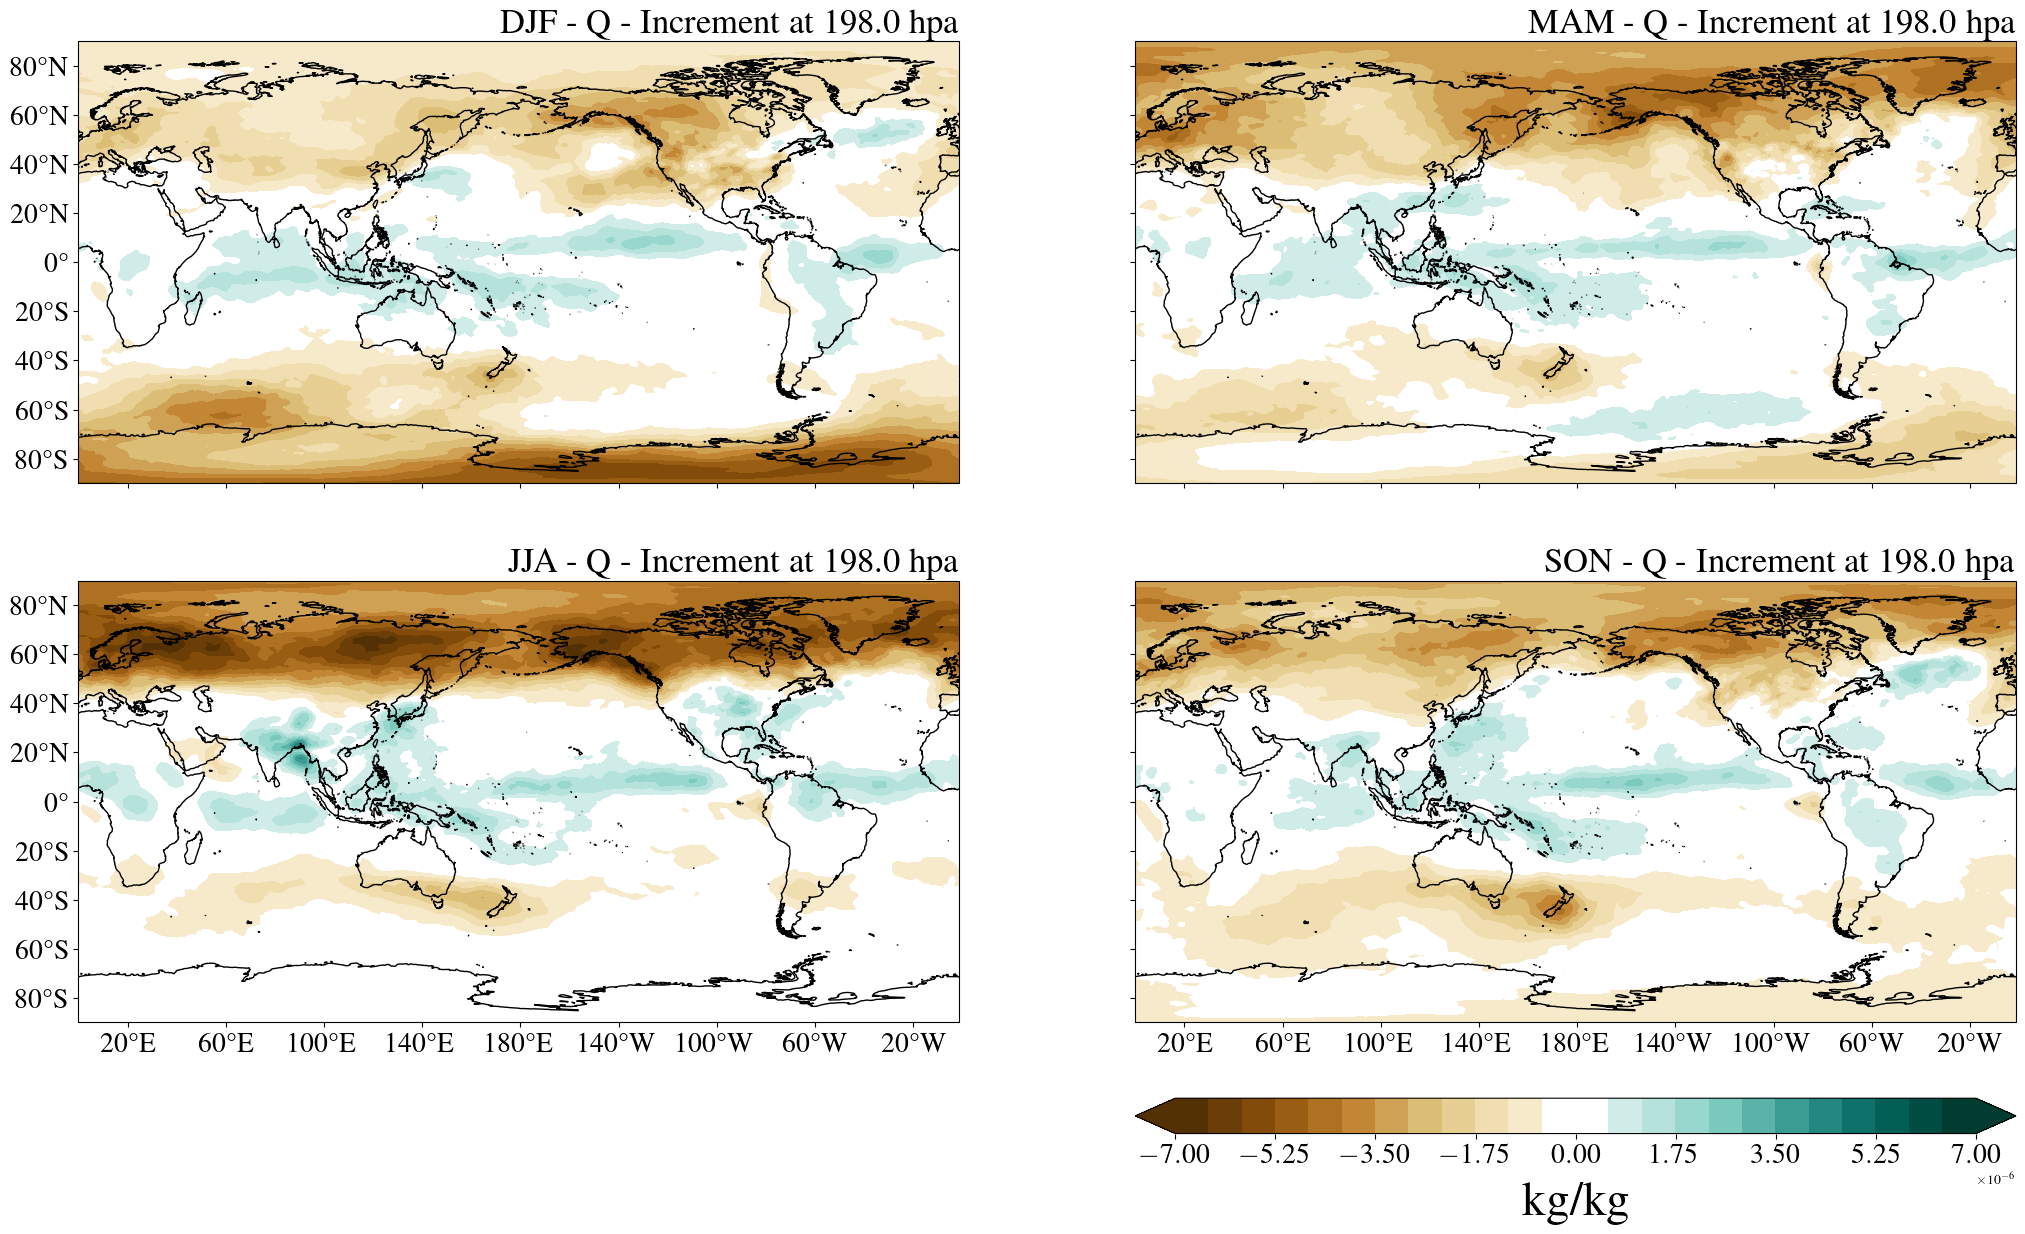 DJF - Q - Increment at 198.0 hpa
MAM - Q - Increment at 198.0 hpa
80°N
60°N
40°N
20°N
0°
20°S
40°S
60°S
80°S
JJA - Q - Increment at 198.0 hpa
SON - Q - Increment at 198.0 hpa
80°N
60°N
40°N
20°N
0°
20°S
40°S
60°S
80°S
20°E 60°E 100°E 140°E 180°E 140°W 100°W 60°W 20°W
20°E 60°E 100°E 140°E 180°E 140°W 100°W 60°W 20°W
−7.00 −5.25 −3.50 −1.75 0.00 1.75 3.50 5.25 7.00
×10⁻⁶
kg/kg